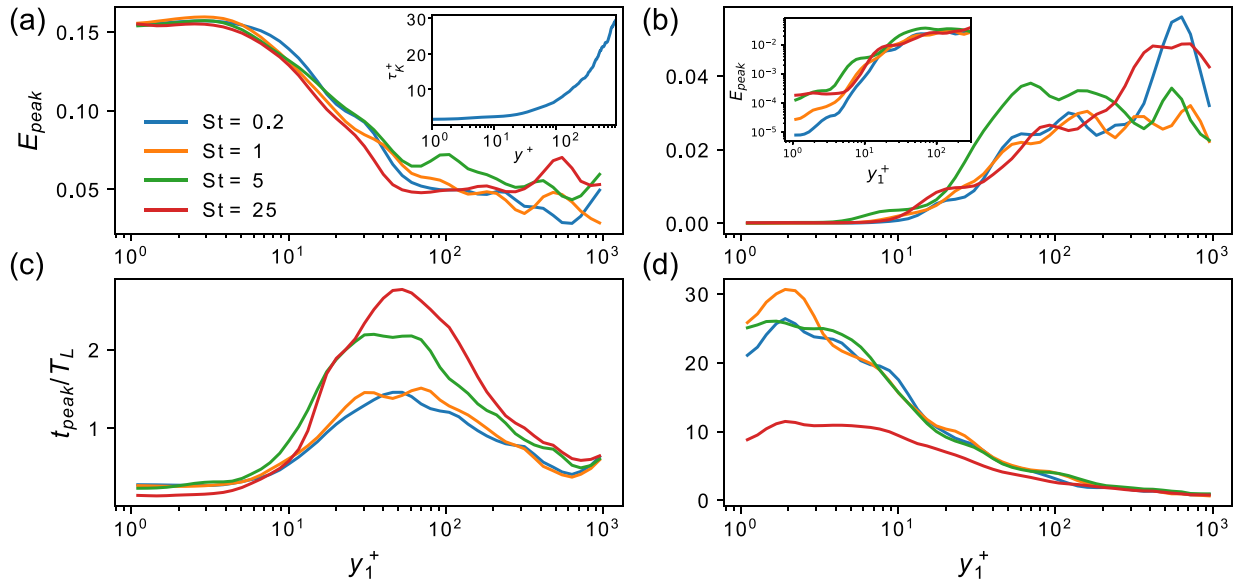 (a)
0.15
0.10
0.05
E_peak
St = 0.2
St = 1
St = 5
St = 25
30
20
10
τ_K^+
10^0
10^1
10^2
y^+
10^0
10^1
10^2
10^3
(b)
0.04
0.02
0.00
10^-2
10^-3
10^-4
10^-5
E_peak
10^0
10^1
10^2
y_1^+
10^0
10^1
10^2
10^3
(c)
2
1
t_peak/T_L
10^0
10^1
10^2
10^3
y_1^+
(d)
30
20
10
0
10^0
10^1
10^2
10^3
y_1^+